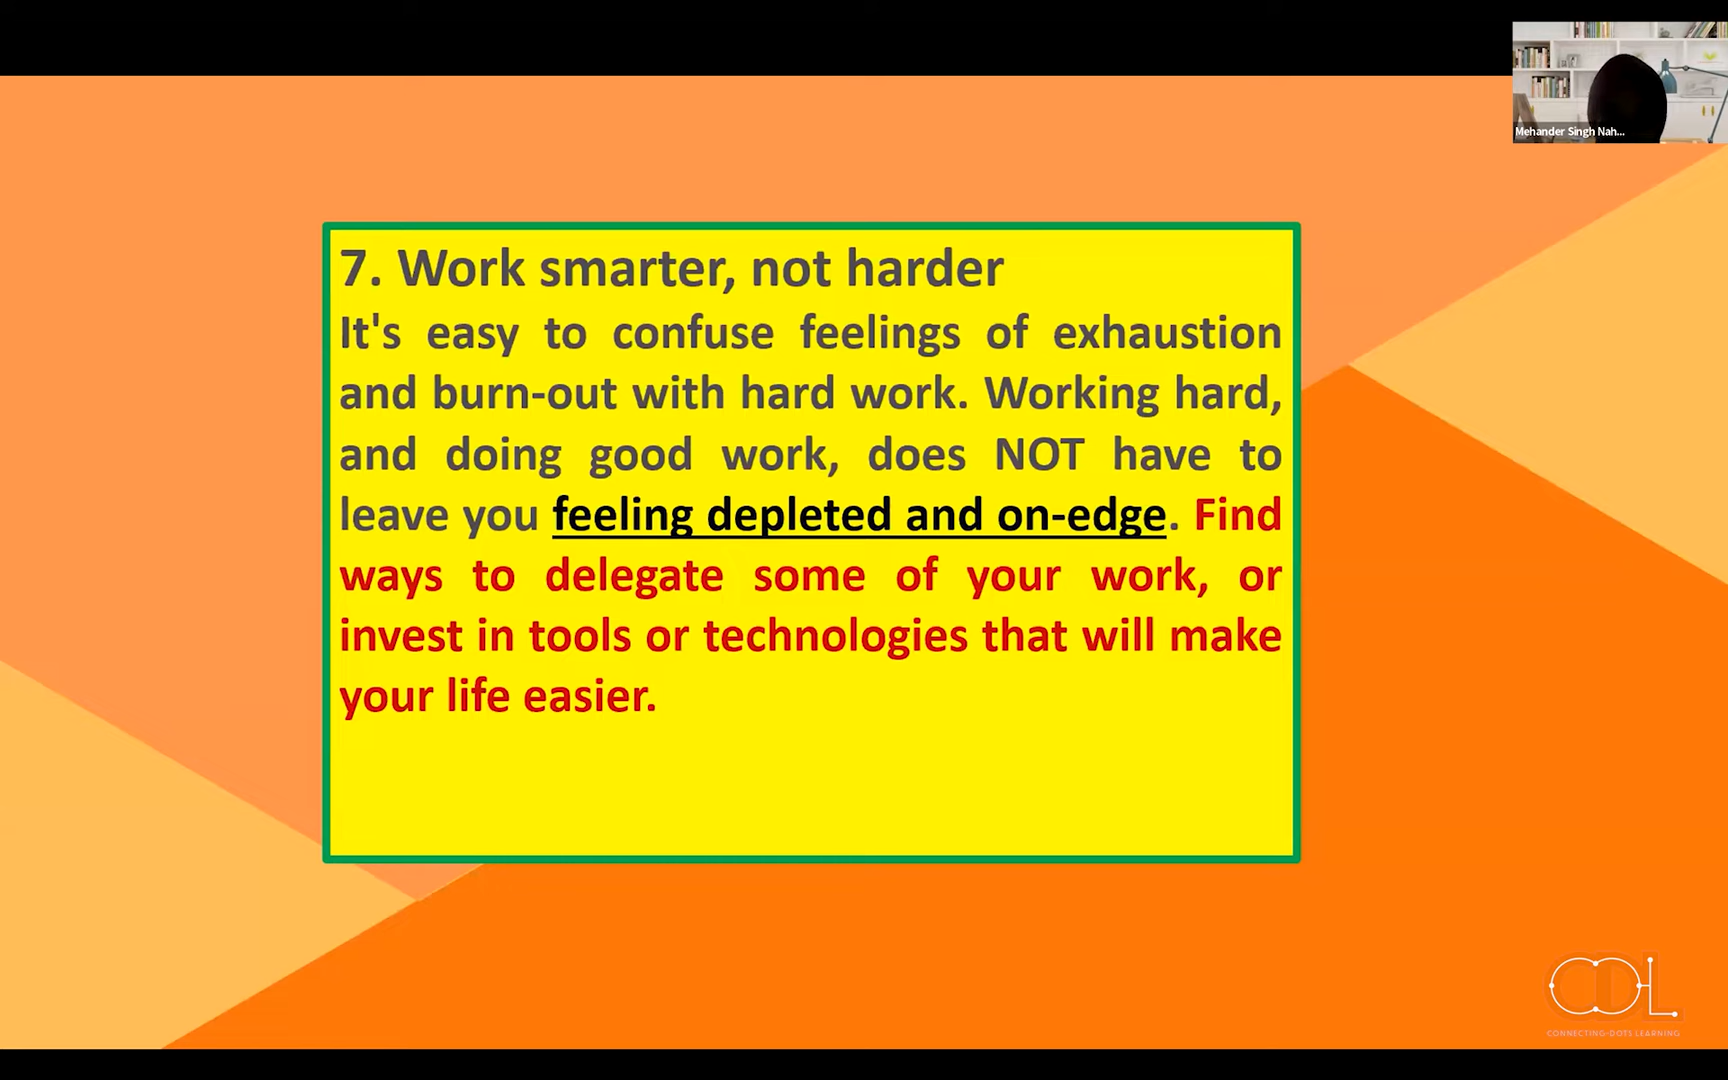 Mehander Singh Nah...
7. Work smarter, not harder
It's easy to confuse feelings of exhaustion
and burn-out with hard work. Working hard,
and doing good work, does NOT have to
leave you feeling depleted and on-edge. Find
ways to delegate some of your work, or
invest in tools or technologies that will make
your life easier.
CDL
CONNECTING-DOTS LEARNING